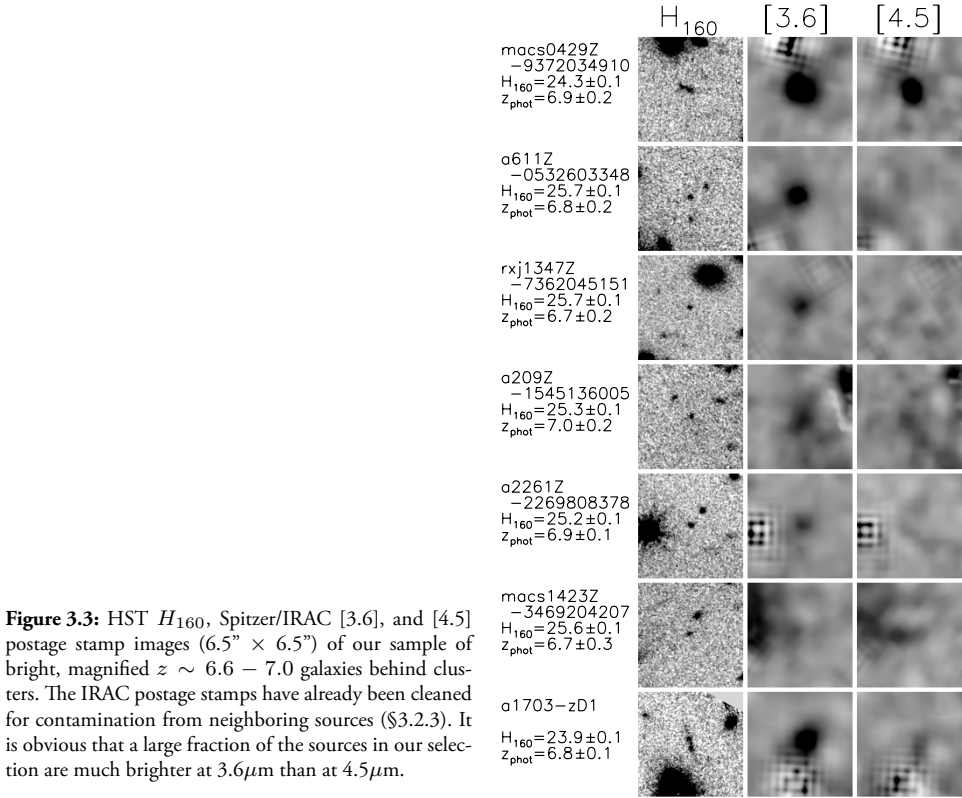 H160 [3.6] [4.5]
macs0429Z
-9372034910
H160=24.3±0.1
zphot=6.9±0.2
a611Z
-0532603348
H160=25.7±0.1
zphot=6.8±0.2
rxj1347Z
-7362045151
H160=25.7±0.1
zphot=6.7±0.2
a209Z
-1545136005
H160=25.3±0.1
zphot=7.0±0.2
a2261Z
-2269808378
H160=25.2±0.1
zphot=6.9±0.1
macs1423Z
-3469204207
H160=25.6±0.1
zphot=6.7±0.3
a1703-zD1
H160=23.9±0.1
zphot=6.8±0.1
Figure 3.3: HST H160, Spitzer/IRAC [3.6], and [4.5]
postage stamp images (6.5” × 6.5”) of our sample of
bright, magnified z ∼ 6.6 − 7.0 galaxies behind clus-
ters. The IRAC postage stamps have already been cleaned
for contamination from neighboring sources (§3.2.3). It
is obvious that a large fraction of the sources in our selec-
tion are much brighter at 3.6μm than at 4.5μm.